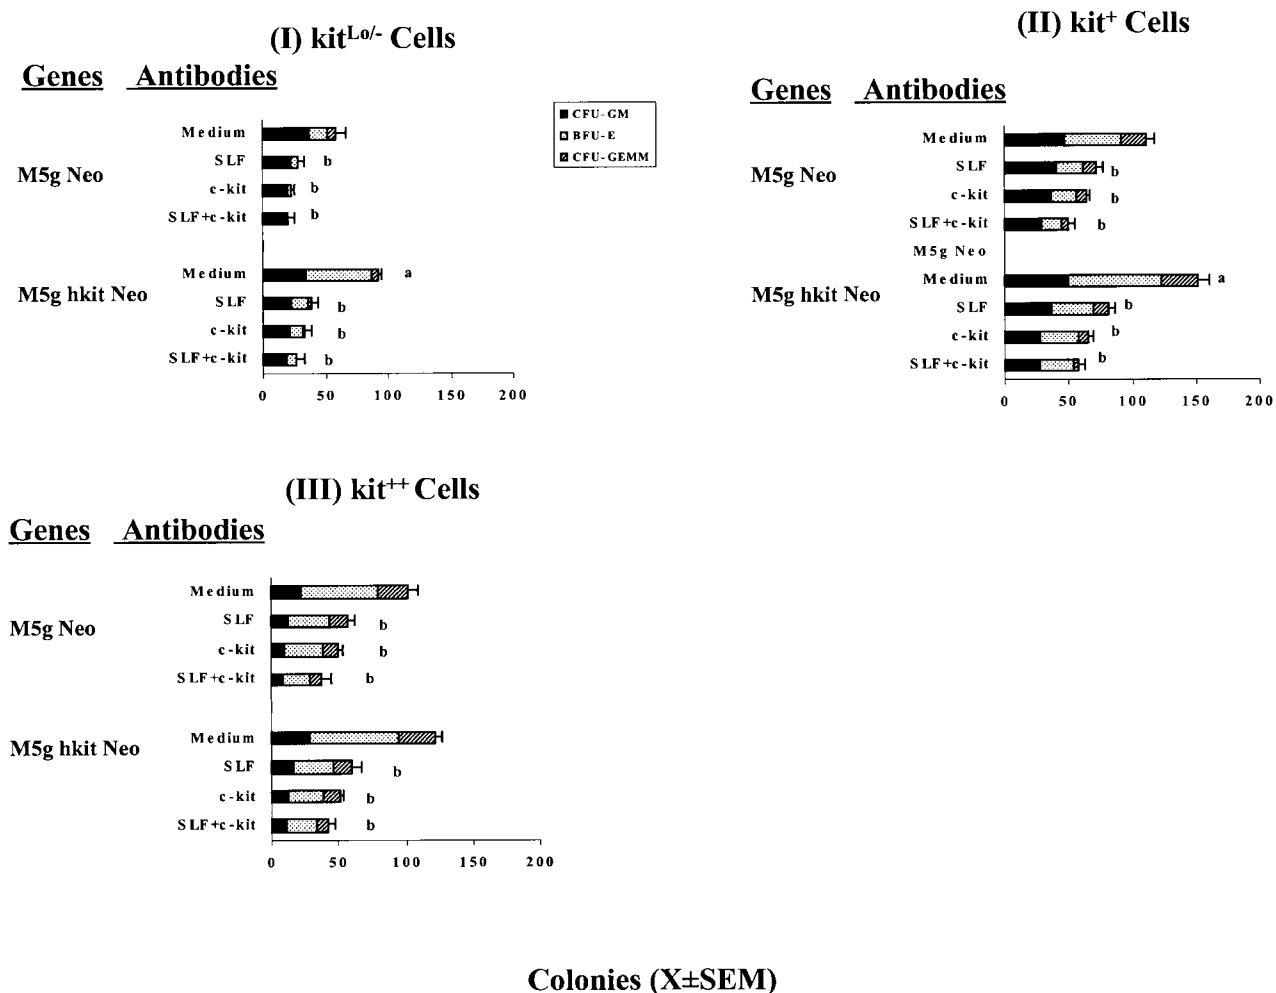 (I) kitLo/- Cells
Genes Antibodies
CFU-GM
BFU-E
CFU-GEMM
M5g Neo
Medium
SLF b
c-kit b
SLF+c-kit b
M5g hkit Neo
Medium a
SLF b
c-kit b
SLF+c-kit b
0 50 100 150 200
(II) kit+ Cells
Genes Antibodies
M5g Neo
Medium
SLF b
c-kit b
SLF+c-kit b
M5g Neo
M5g hkit Neo
Medium a
SLF b
c-kit b
SLF+c-kit b
0 50 100 150 200
(III) kit++ Cells
Genes Antibodies
M5g Neo
Medium
SLF b
c-kit b
SLF+c-kit b
M5g hkit Neo
Medium
SLF b
c-kit b
SLF+c-kit b
0 50 100 150 200
Colonies (X±SEM)